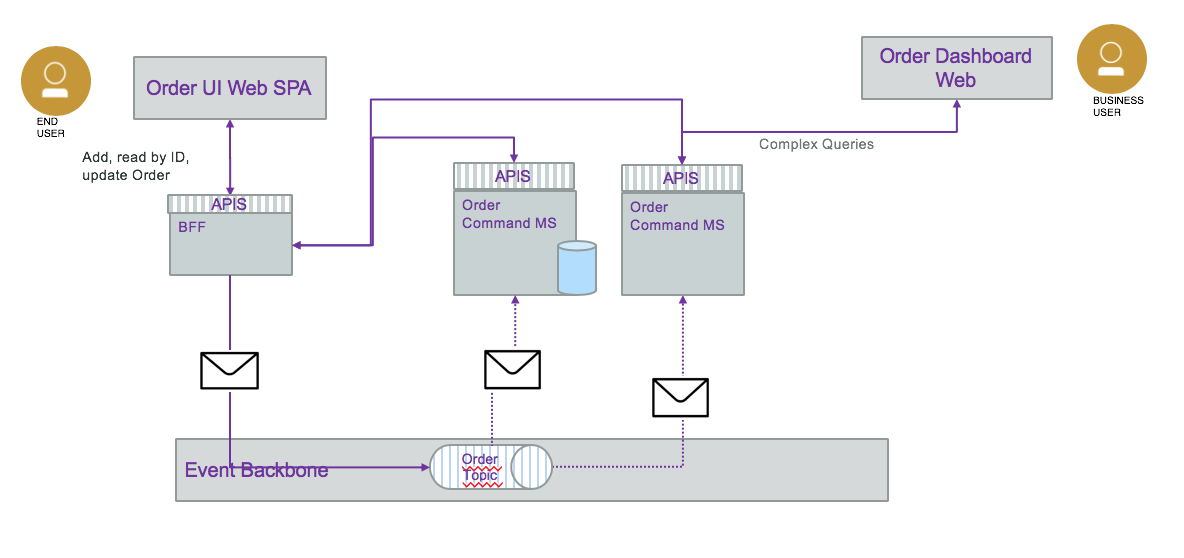 Order UI Web SPA
END
USER
Order Dashboard
Web
BUSINESS
USER
Add, read by ID,
update Order
Complex Queries
APIS
BFF
APIS
Order
Command MS
APIS
Order
Command MS
Event Backbone
Order
Topic